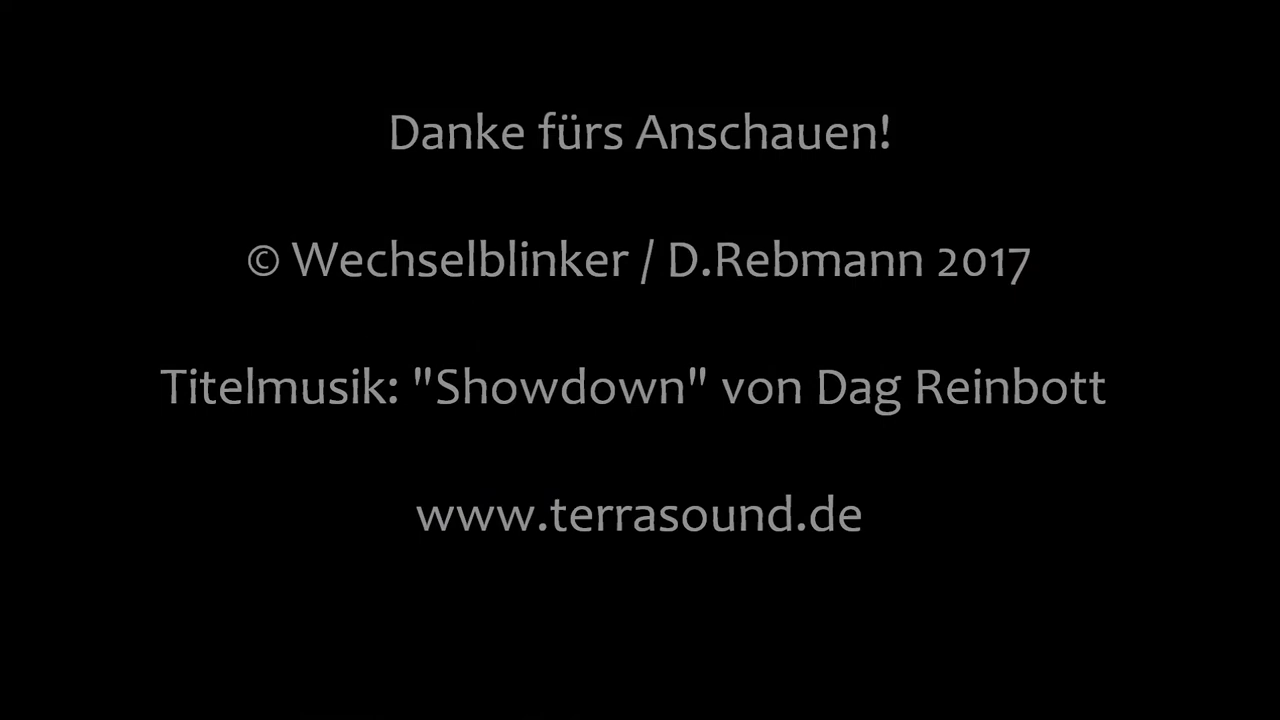 Danke fürs Anschauen!
© Wechselblinker / D.Rebmann 2017
Titelmusik: "Showdown" von Dag Reinbott
www.terrasound.de